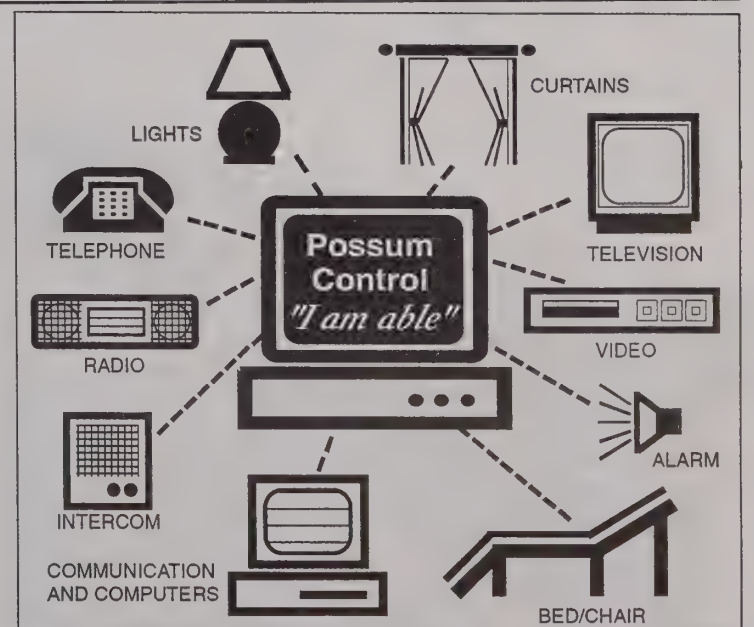 CURTAINS
LIGHTS
TELEPHONE
Possum
Control
"I am able"
TELEVISION
RADIO
VIDEO
ALARM
INTERCOM
COMMUNICATION
AND COMPUTERS
BED/CHAIR